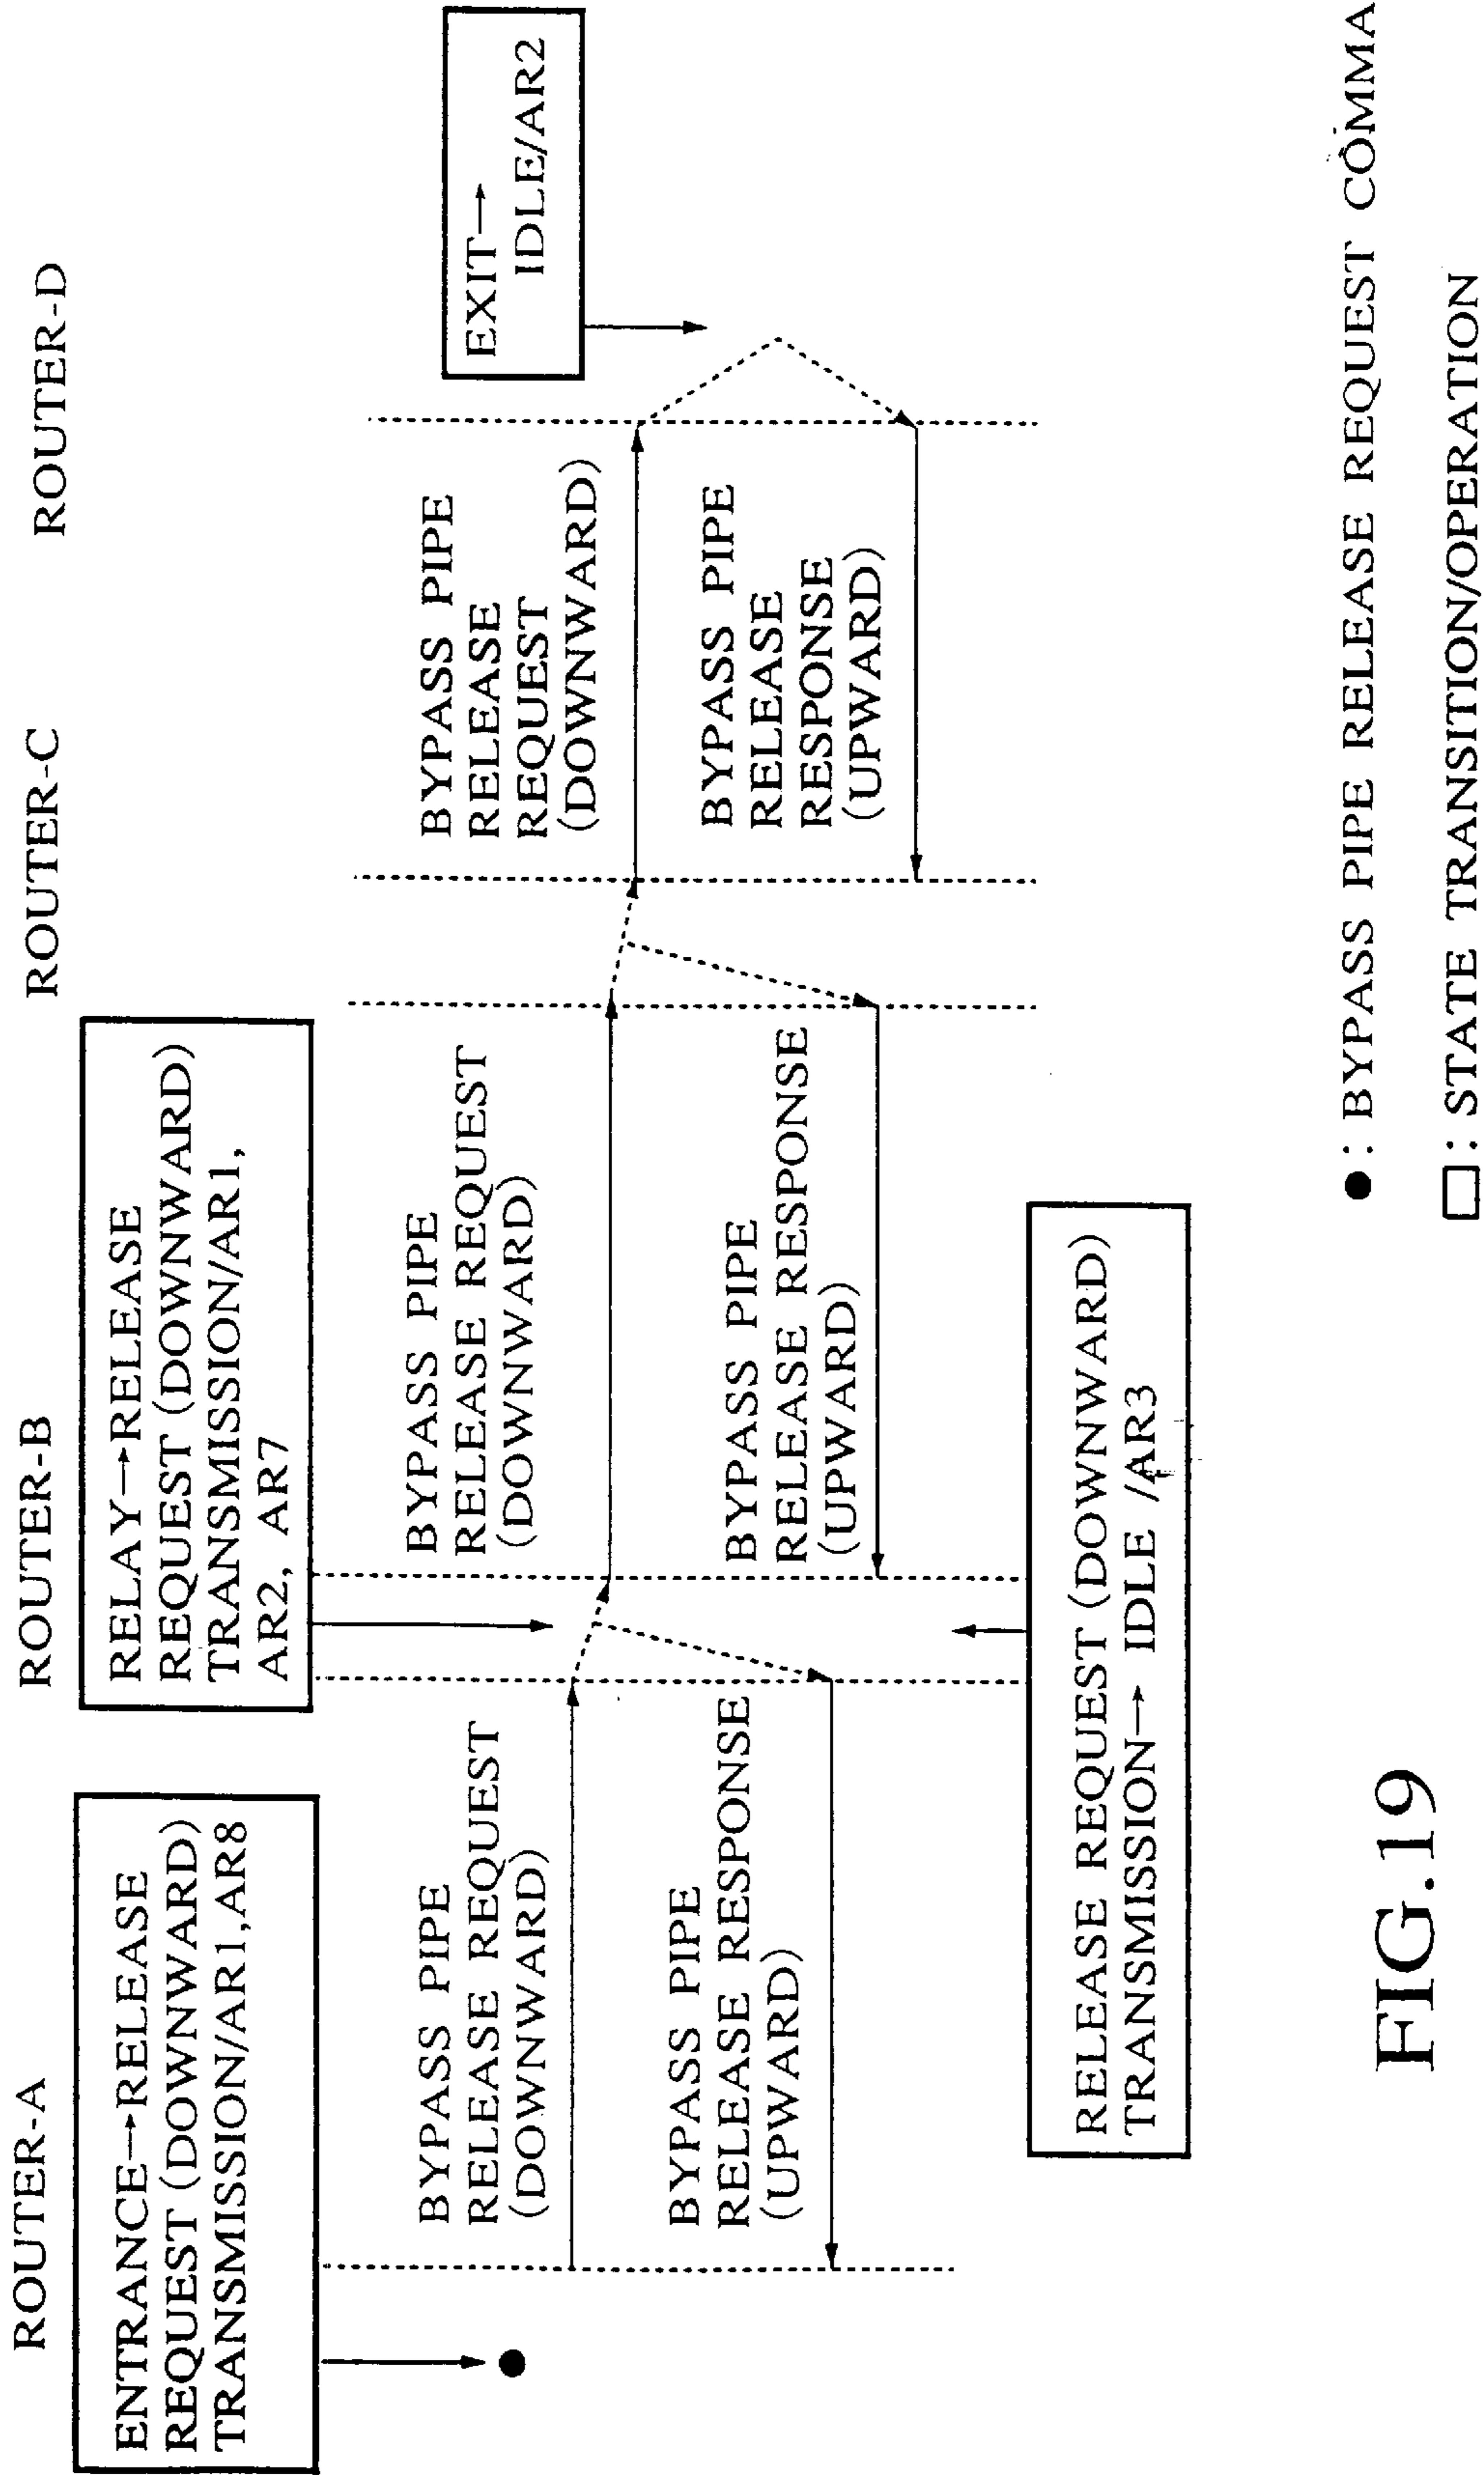 ROUTER-A
ROUTER-B
ROUTER-C
ROUTER-D
ENTRANCE→RELEASE
REQUEST (DOWNWARD)
TRANSMISSION/AR1,AR8
RELAY→RELEASE
REQUEST (DOWNWARD)
TRANSMISSION/AR1,
AR2, AR7
EXIT→
IDLE/AR2
BYPASS PIPE
RELEASE REQUEST
(DOWNWARD)
BYPASS PIPE
RELEASE REQUEST
(DOWNWARD)
BYPASS PIPE
RELEASE
REQUEST
(DOWNWARD)
BYPASS PIPE
RELEASE RESPONSE
(UPWARD)
BYPASS PIPE
RELEASE RESPONSE
(UPWARD)
BYPASS PIPE
RELEASE
RESPONSE
(UPWARD)
RELEASE REQUEST (DOWNWARD)
TRANSMISSION→ IDLE /AR3
●: BYPASS PIPE RELEASE REQUEST COMMA
□: STATE TRANSITION/OPERATION
FIG.19